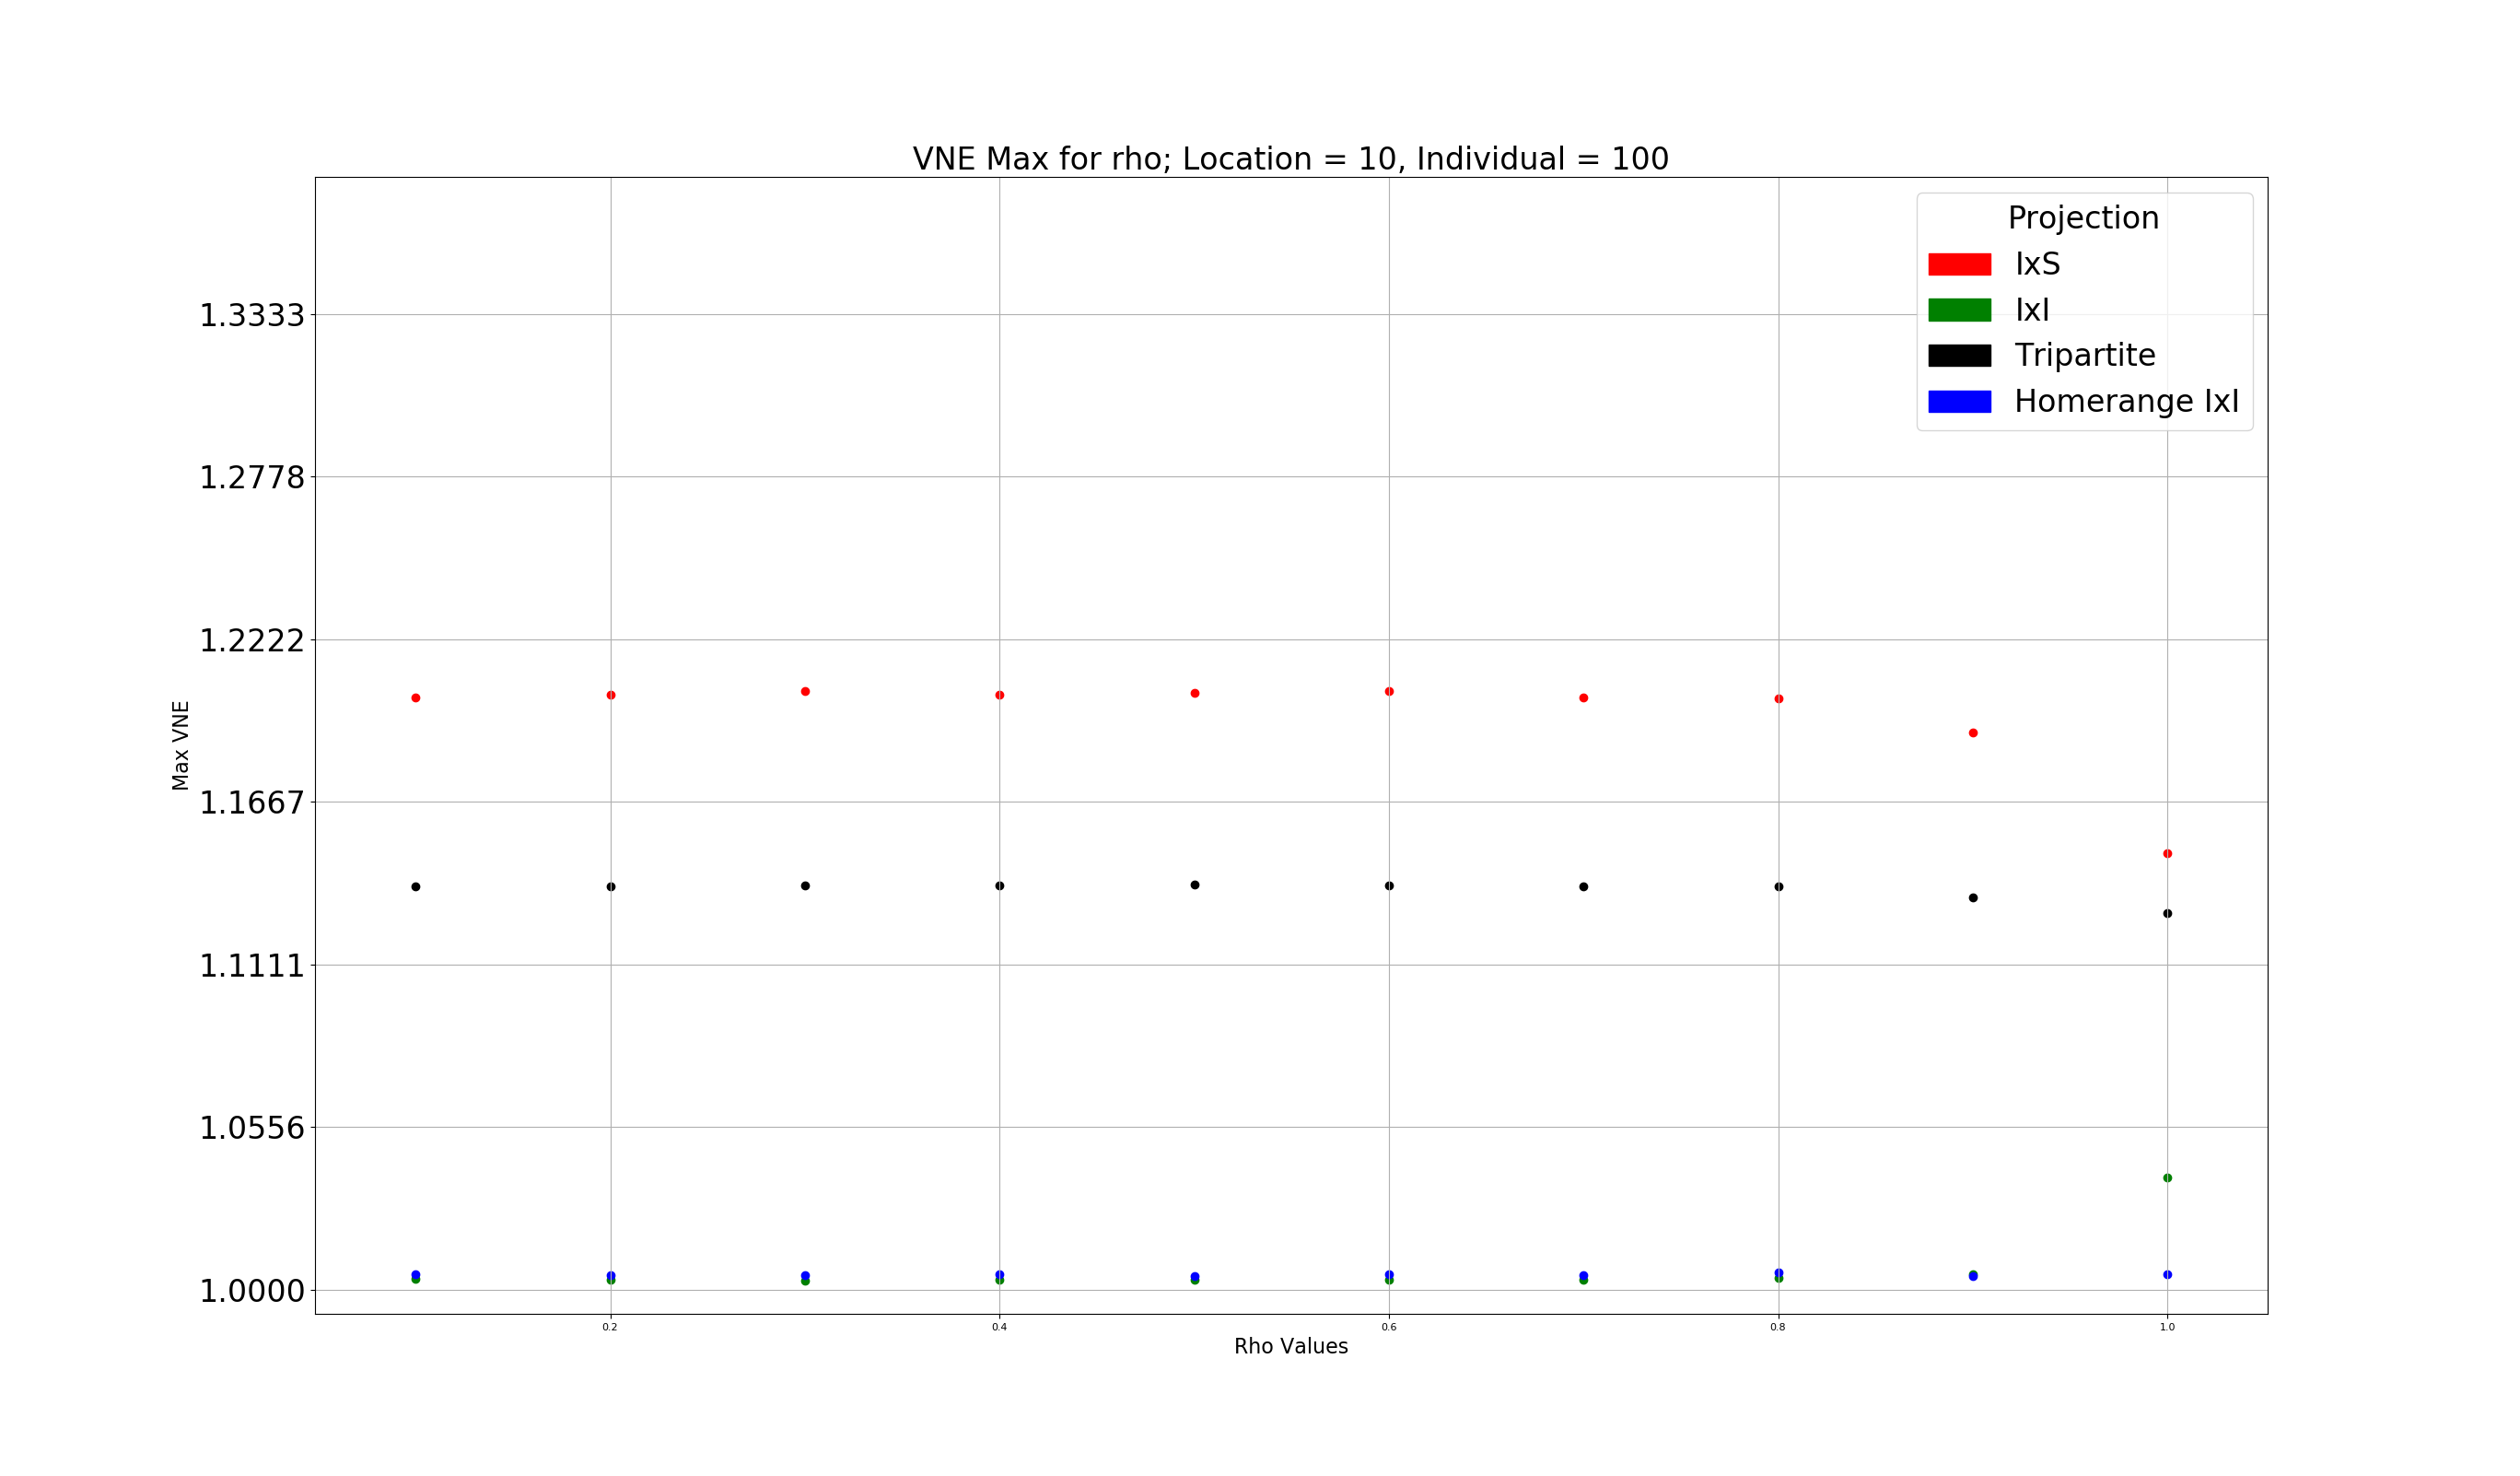 VNE Max for rho; Location = 10, Individual = 100
Projection
IxS
IxI
Tripartite
Homerange IxI
1.3333
1.2778
1.2222
1.1667
1.1111
1.0556
1.0000
Max VNE
0.2 0.4 0.6 0.8 1.0
Rho Values